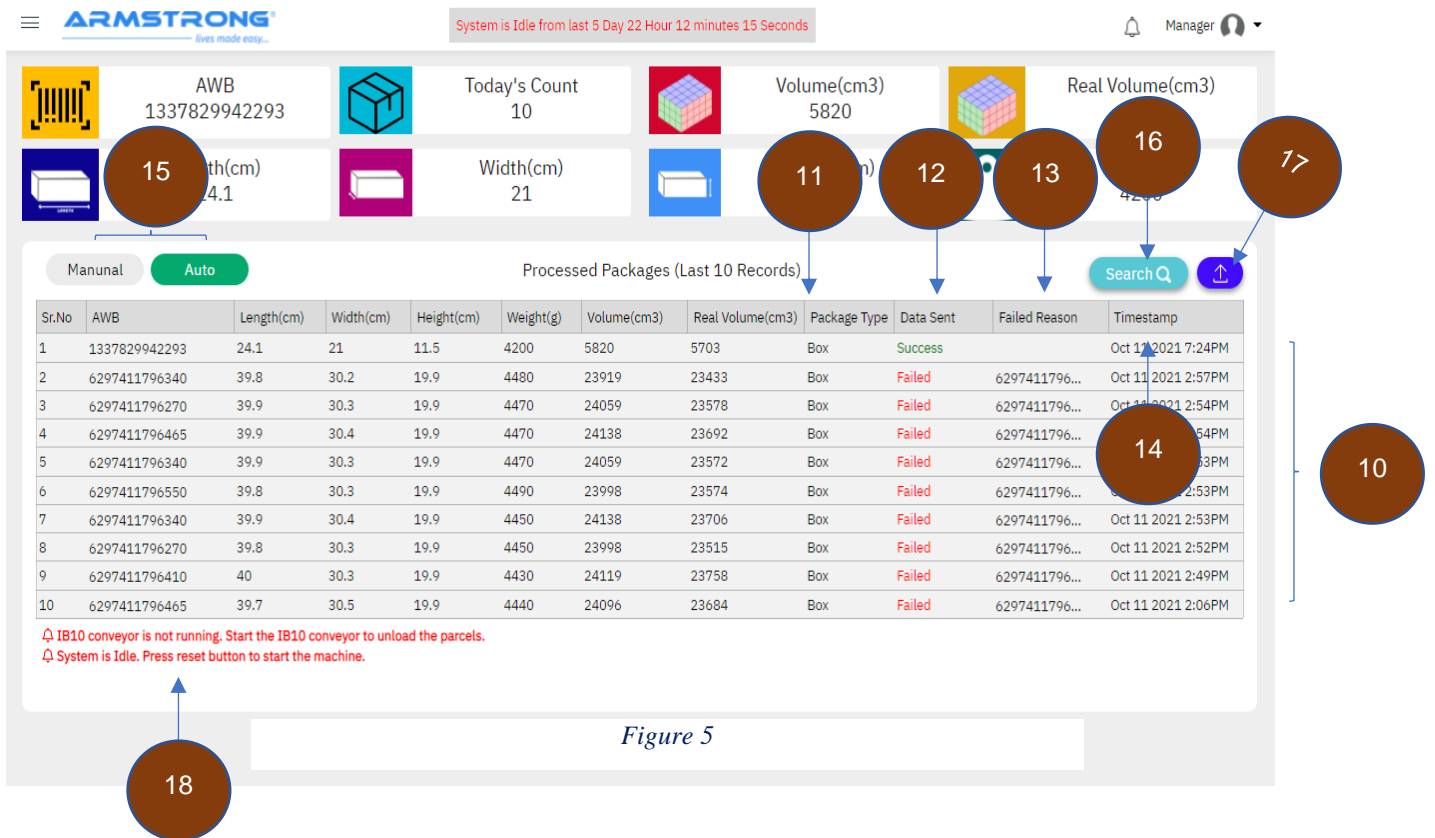 ARMSTRONG
lives made easy...
System is Idle from last 5 Day 22 Hour 12 minutes 15 Seconds
Manager
AWB
1337829942293
Today's Count
10
Volume(cm3)
5820
Real Volume(cm3)
16
17
15
th(cm)
4.1
LENGTH
Width(cm)
21
11
12
13
Manunal
Auto
Processed Packages (Last 10 Records)
Search
Sr.No AWB Length(cm) Width(cm) Height(cm) Weight(g) Volume(cm3) Real Volume(cm3) Package Type Data Sent Failed Reason Timestamp
1 1337829942293 24.1 21 11.5 4200 5820 5703 Box Success Oct 11 2021 7:24PM
2 6297411796340 39.8 30.2 19.9 4480 23919 23433 Box Failed 6297411796... Oct 11 2021 2:57PM
3 6297411796270 39.9 30.3 19.9 4470 24059 23578 Box Failed 6297411796... Oct 11 2021 2:54PM
4 6297411796465 39.9 30.4 19.9 4470 24138 23692 Box Failed 6297411796... 54PM
5 6297411796340 39.9 30.3 19.9 4470 24059 23572 Box Failed 6297411796... 53PM
6 6297411796550 39.8 30.3 19.9 4490 23998 23574 Box Failed 6297411796... 2:53PM
7 6297411796340 39.9 30.4 19.9 4450 24138 23706 Box Failed 6297411796... Oct 11 2021 2:53PM
8 6297411796270 39.8 30.3 19.9 4450 23998 23515 Box Failed 6297411796... Oct 11 2021 2:52PM
9 6297411796410 40 30.3 19.9 4430 24119 23758 Box Failed 6297411796... Oct 11 2021 2:49PM
10 6297411796465 39.7 30.5 19.9 4440 24096 23684 Box Failed 6297411796... Oct 11 2021 2:06PM
14
10
IB10 conveyor is not running. Start the IB10 conveyor to unload the parcels.
System is Idle. Press reset button to start the machine.
Figure 5
18